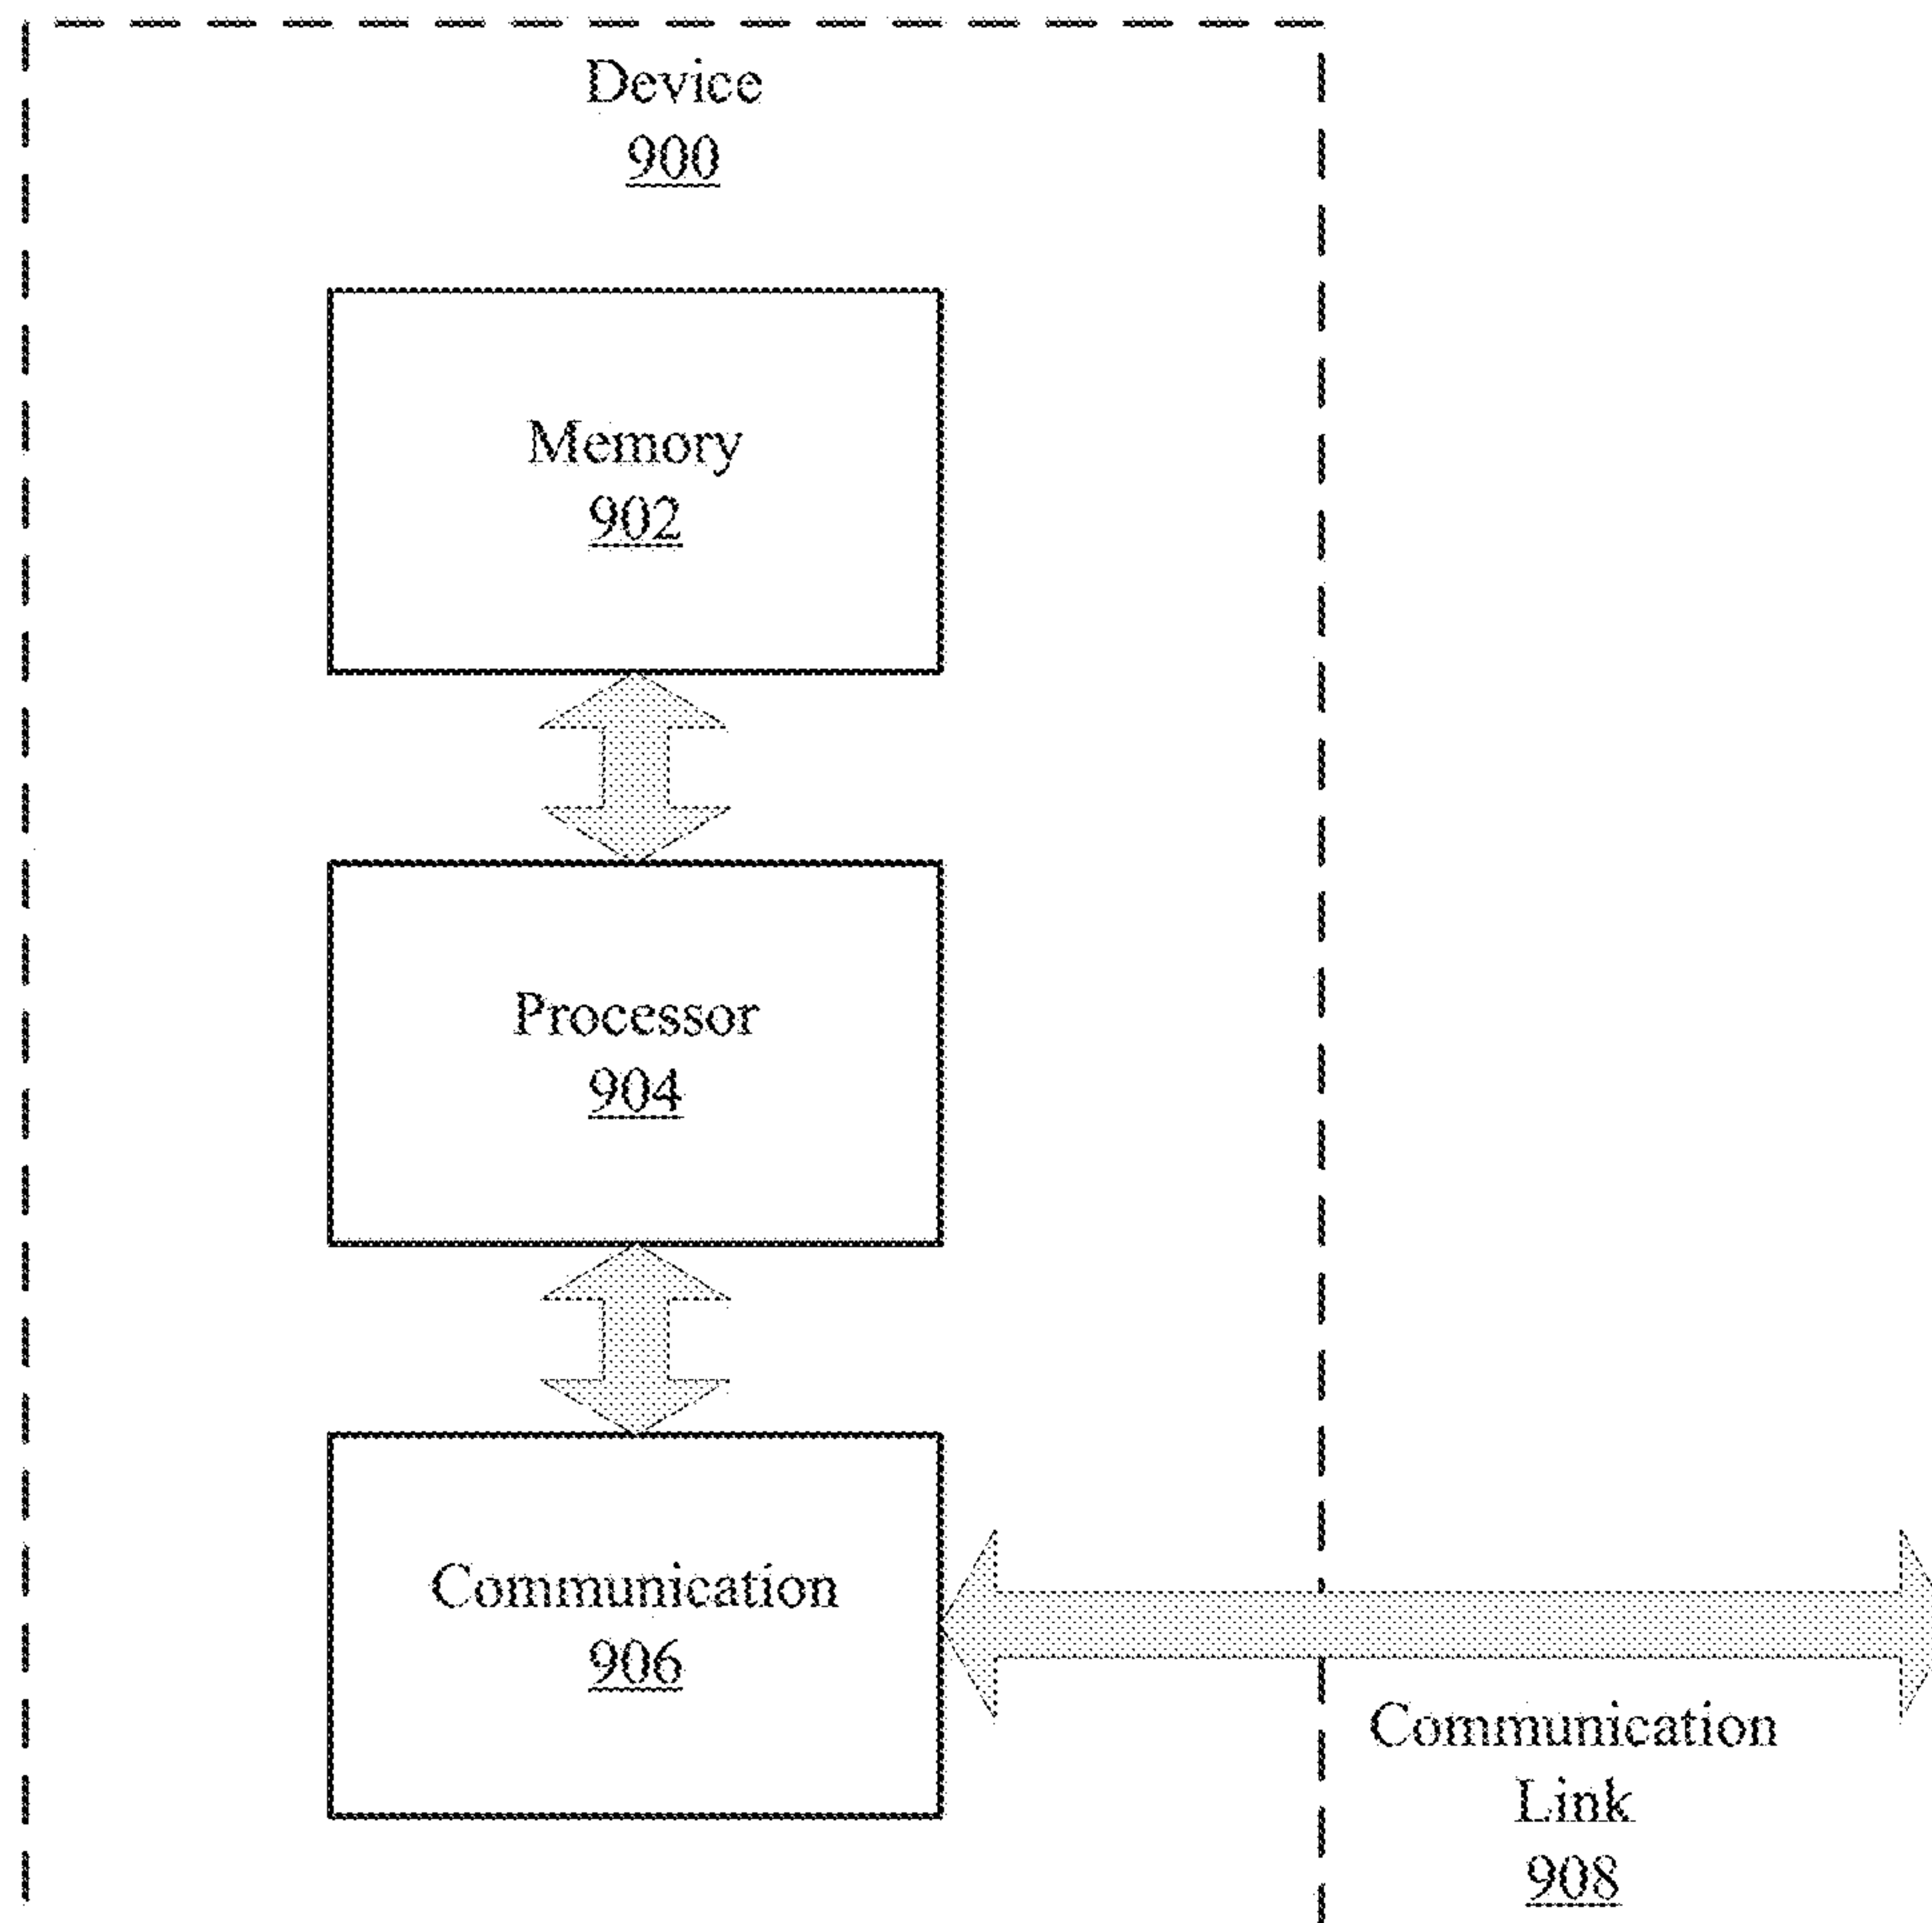 Device
900
Memory
902
Processor
904
Communication
906
Communication
Link
908